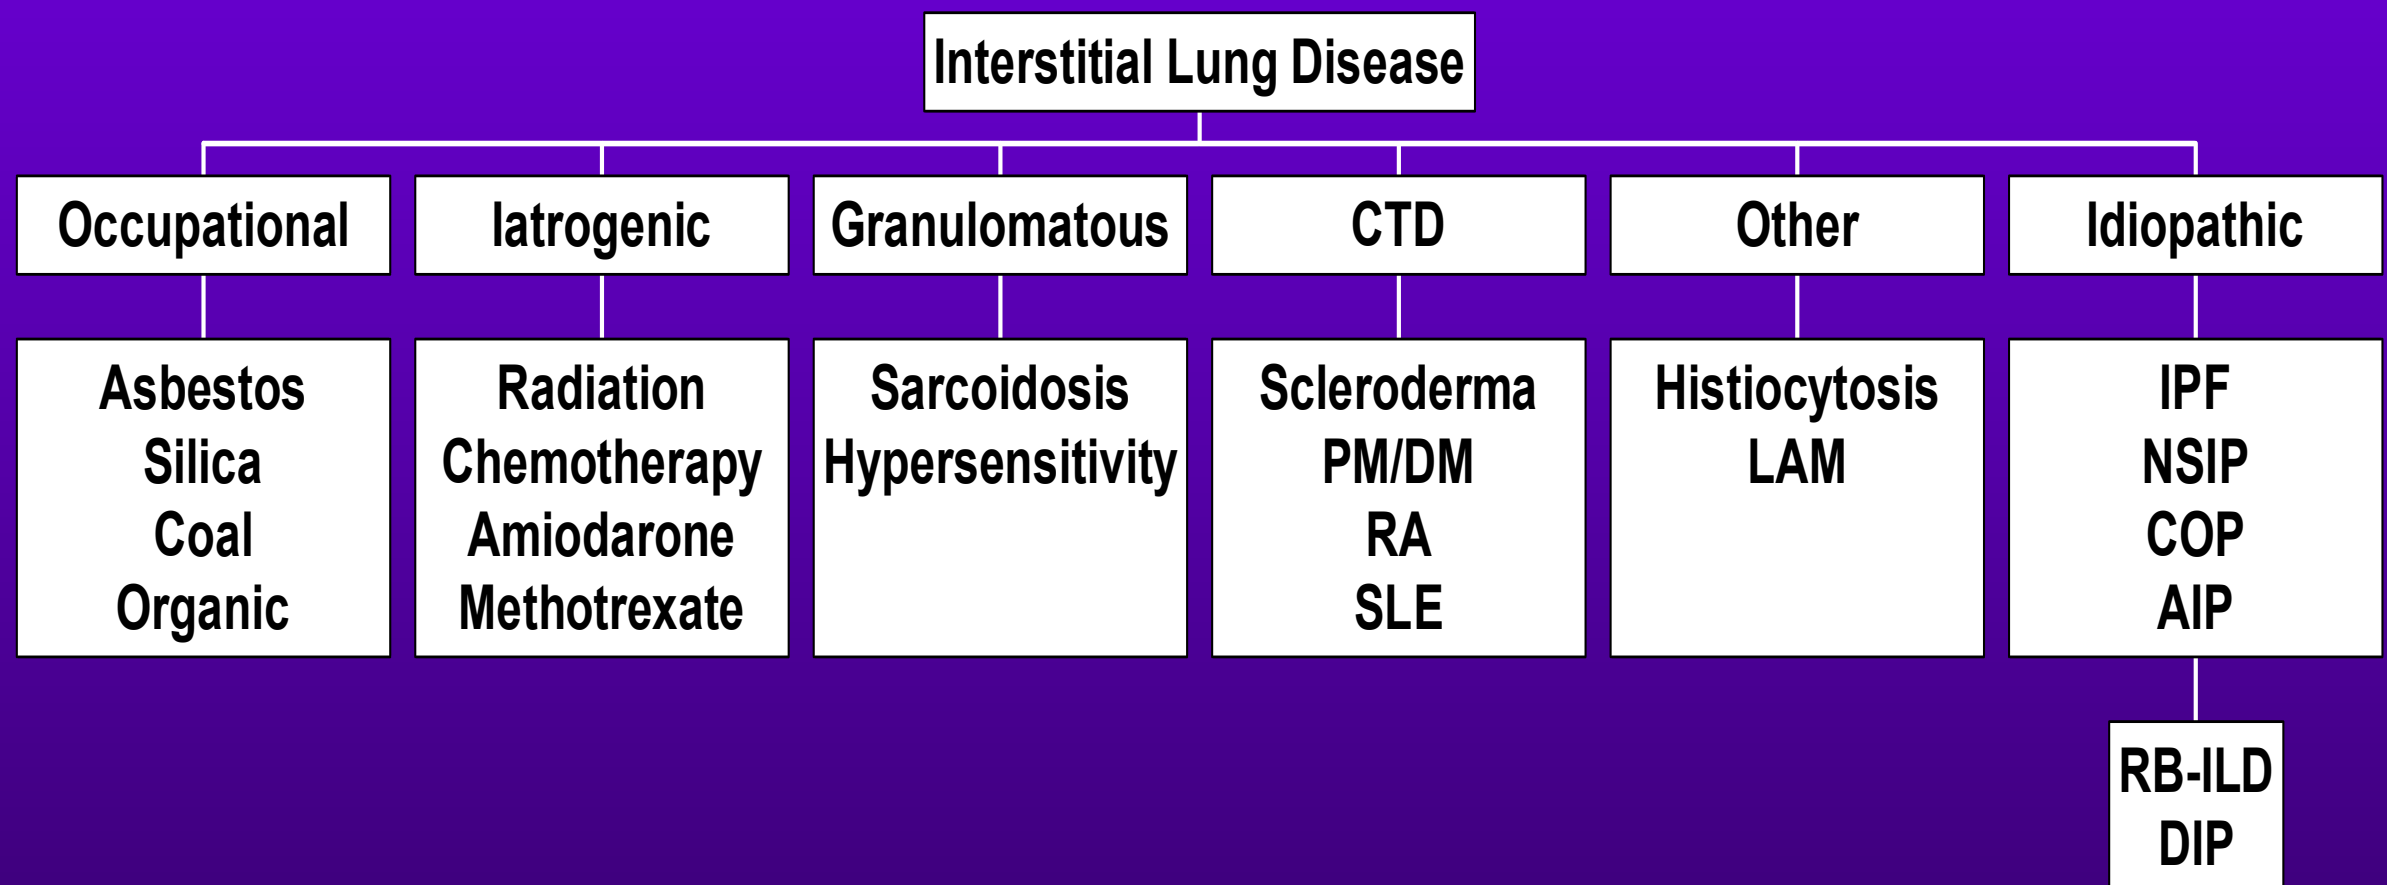 Interstitial Lung Disease
Occupational
Iatrogenic
Granulomatous
CTD
Other
Idiopathic
Asbestos
Silica
Coal
Organic
Radiation
Chemotherapy
Amiodarone
Methotrexate
Sarcoidosis
Hypersensitivity
Scleroderma
PM/DM
RA
SLE
Histiocytosis
LAM
IPF
NSIP
COP
AIP
RB-ILD
DIP